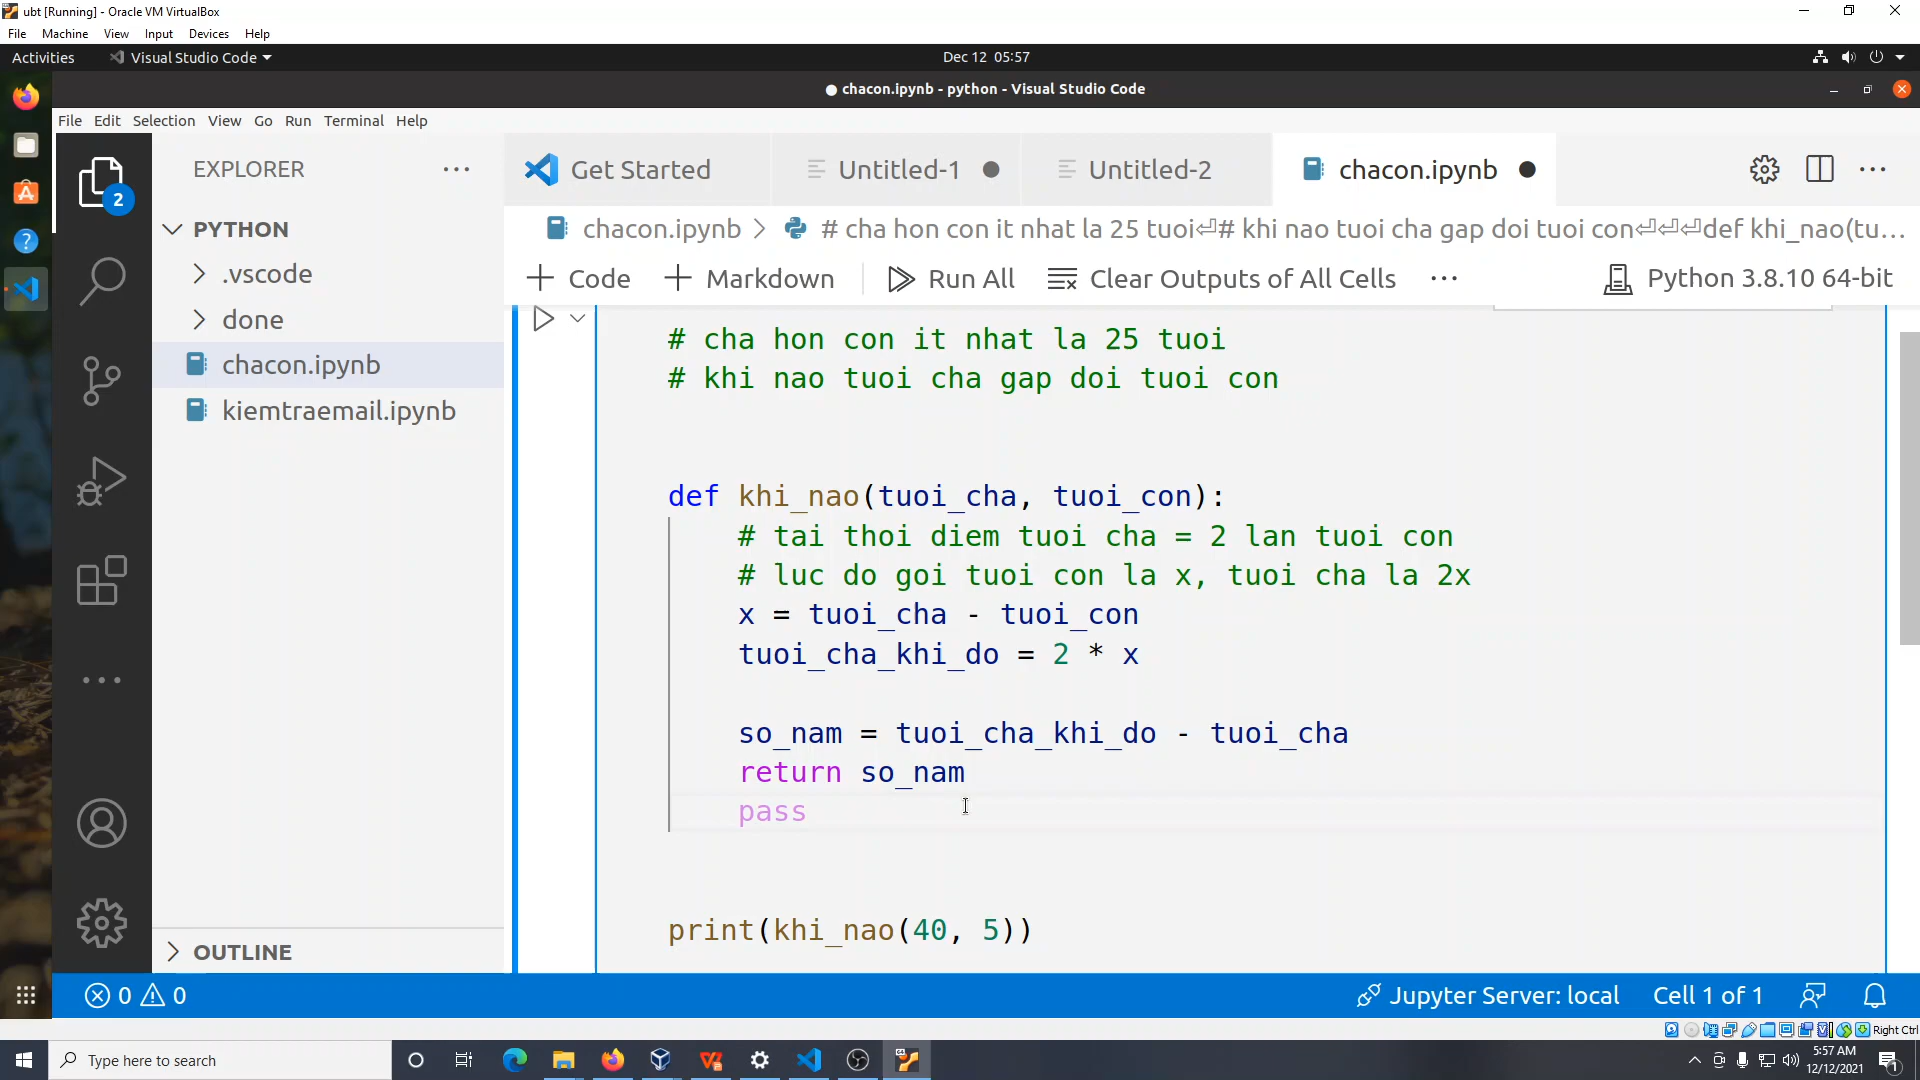 ubt [Running] - Oracle VM VirtualBox
File Machine View Input Devices Help
Activities Visual Studio Code Dec 12 05:57
● chacon.ipynb - python - Visual Studio Code
File Edit Selection View Go Run Terminal Help
EXPLORER ...
Get Started Untitled-1 Untitled-2 chacon.ipynb
PYTHON
chacon.ipynb > # cha hon con it nhat la 25 tuoi⏎# khi nao tuoi cha gap doi tuoi con⏎⏎⏎def khi_nao(tu...
.vscode
+ Code + Markdown Run All Clear Outputs of All Cells ... Python 3.8.10 64-bit
done
chacon.ipynb
kiemtraemail.ipynb
2
# cha hon con it nhat la 25 tuoi
# khi nao tuoi cha gap doi tuoi con
def khi_nao(tuoi_cha, tuoi_con):
# tai thoi diem tuoi cha = 2 lan tuoi con
# luc do goi tuoi con la x, tuoi cha la 2x
x = tuoi_cha - tuoi_con
tuoi_cha_khi_do = 2 * x
so_nam = tuoi_cha_khi_do - tuoi_cha
return so_nam
pass
print(khi_nao(40, 5))
OUTLINE
0 0 Jupyter Server: local Cell 1 of 1
Right Ctrl
Type here to search
5:57 AM
12/12/2021
1